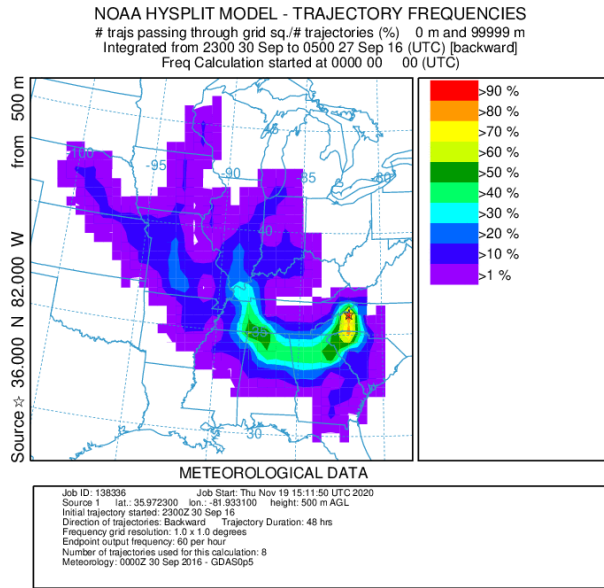 NOAA HYSPLIT MODEL - TRAJECTORY FREQUENCIES
# trajs passing through grid sq./# trajectories (%) 0 m and 99999 m
Integrated from 2300 30 Sep to 0500 27 Sep 16 (UTC) [backward]
Freq Calculation started at 0000 00 00 (UTC)
Source ☆ 36.000 N 82.000 W from 500 m
-100
-95
-90
-85
-80
45
40
35
30
>90 %
>80 %
>70 %
>60 %
>50 %
>40 %
>30 %
>20 %
>10 %
>1 %
METEOROLOGICAL DATA
Job ID: 138336 Job Start: Thu Nov 19 15:11:50 UTC 2020
Source 1 lat.: 35.972300 lon.: -81.933100 height: 500 m AGL
Initial trajectory started: 2300Z 30 Sep 16
Direction of trajectories: Backward Trajectory Duration: 48 hrs
Frequency grid resolution: 1.0 x 1.0 degrees
Endpoint output frequency: 60 per hour
Number of trajectories used for this calculation: 8
Meteorology: 0000Z 30 Sep 2016 - GDAS0p5